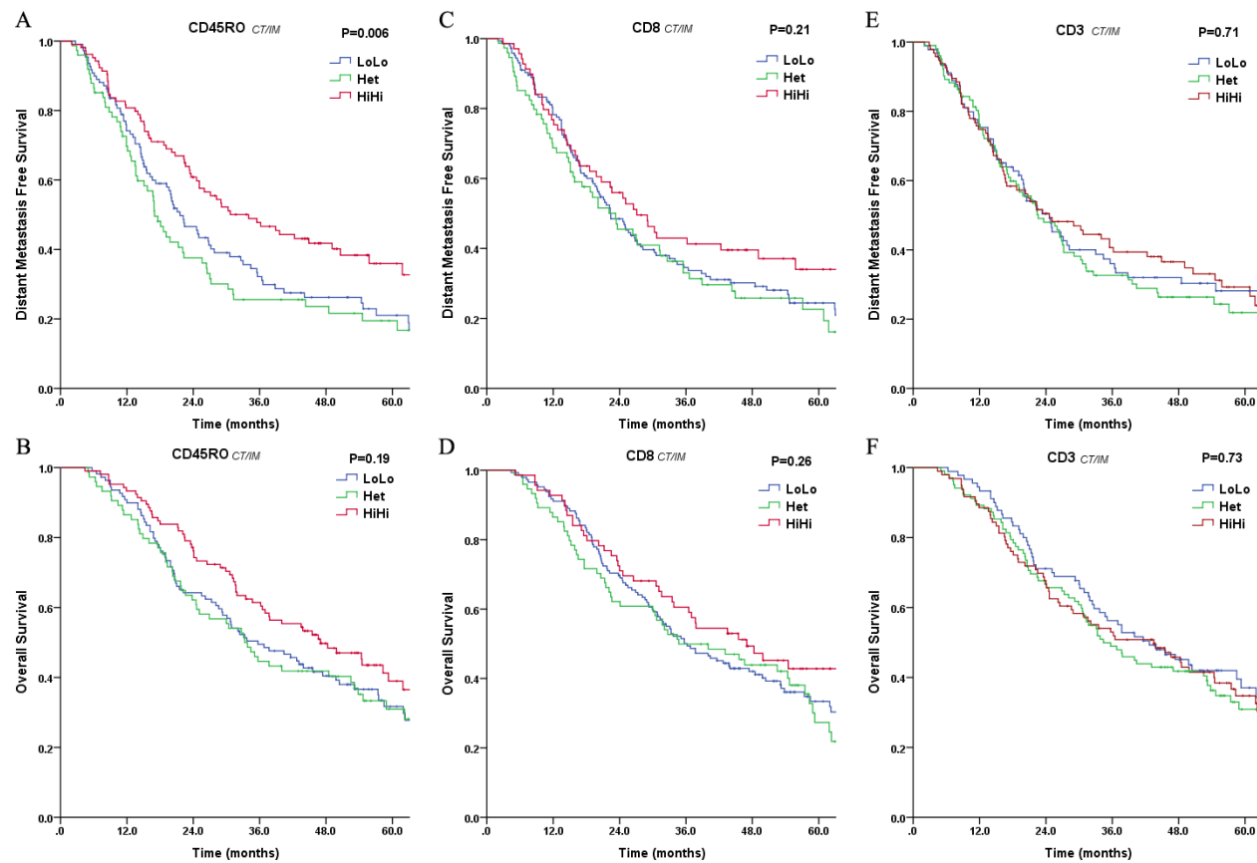 A
CD45RO CT/IM
P=0.006
LoLo
Het
HiHi
Distant Metastasis Free Survival
1.0
0.8
0.6
0.4
0.2
0.0
.0 12.0 24.0 36.0 48.0 60.0
Time (months)
C
CD8 CT/IM
P=0.21
LoLo
Het
HiHi
Distant Metastasis Free Survival
1.0
0.8
0.6
0.4
0.2
0.0
.0 12.0 24.0 36.0 48.0 60.0
Time (months)
E
CD3 CT/IM
P=0.71
LoLo
Het
HiHi
Distant Metastasis Free Survival
1.0
0.8
0.6
0.4
0.2
0.0
.0 12.0 24.0 36.0 48.0 60.0
Time (months)
B
CD45RO CT/IM
P=0.19
LoLo
Het
HiHi
Overall Survival
1.0
0.8
0.6
0.4
0.2
0.0
.0 12.0 24.0 36.0 48.0 60.0
Time (months)
D
CD8 CT/IM
P=0.26
LoLo
Het
HiHi
Overall Survival
1.0
0.8
0.6
0.4
0.2
0.0
.0 12.0 24.0 36.0 48.0 60.0
Time (months)
F
CD3 CT/IM
P=0.73
LoLo
Het
HiHi
Overall Survival
1.0
0.8
0.6
0.4
0.2
0.0
.0 12.0 24.0 36.0 48.0 60.0
Time (months)